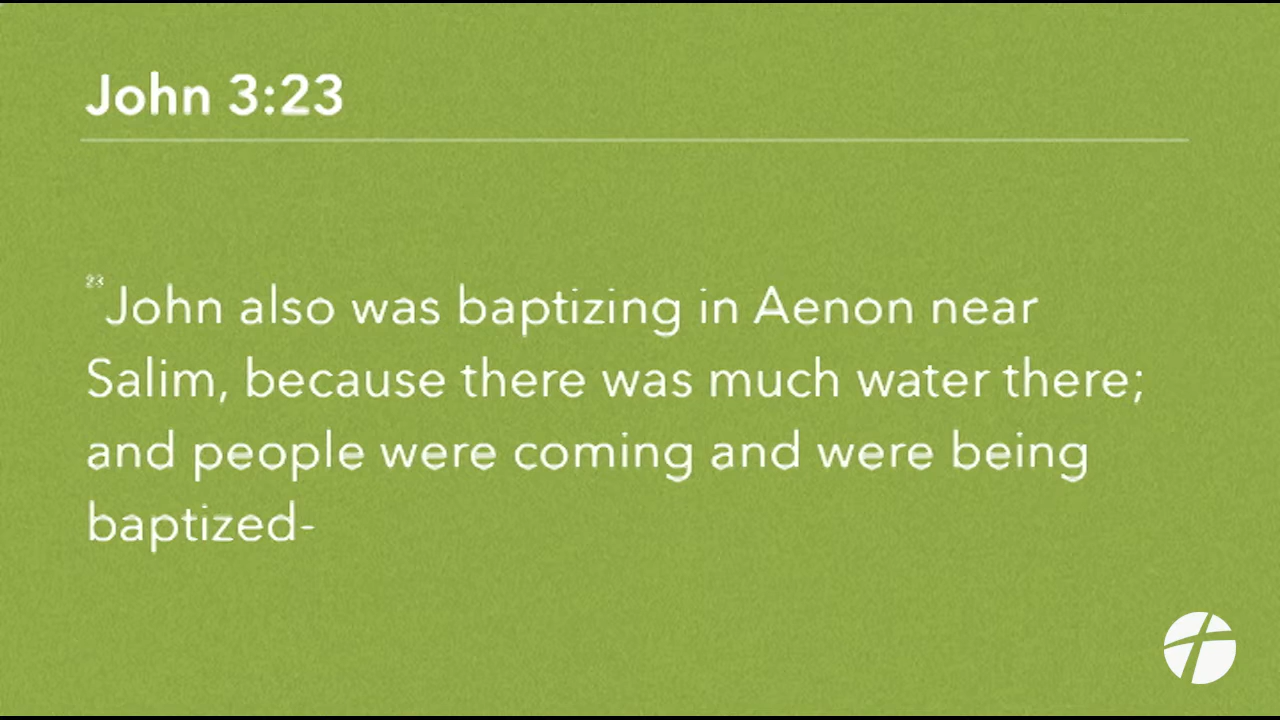 John 3:23
23 John also was baptizing in Aenon near
Salim, because there was much water there;
and people were coming and were being
baptized-